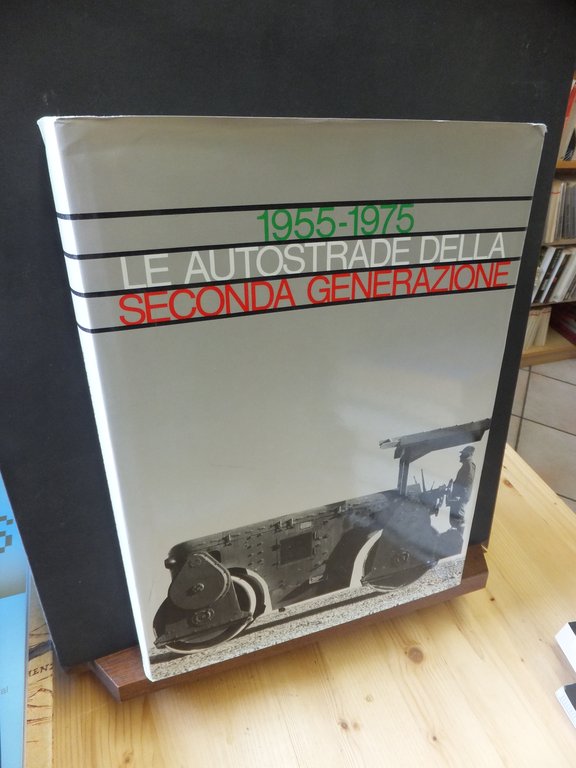 1955-1975
LE AUTOSTRADE DELLA
SECONDA GENERAZIONE